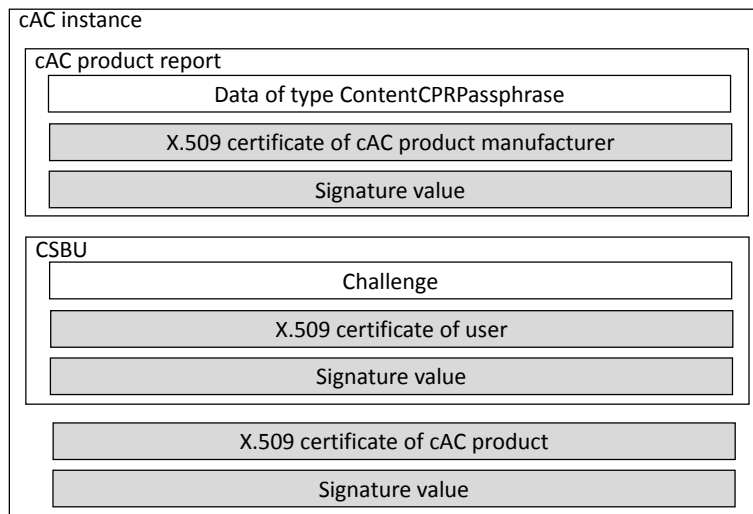 cAC instance
cAC product report
Data of type ContentCPRPassphrase
X.509 certificate of cAC product manufacturer
Signature value
CSBU
Challenge
X.509 certificate of user
Signature value
X.509 certificate of cAC product
Signature value